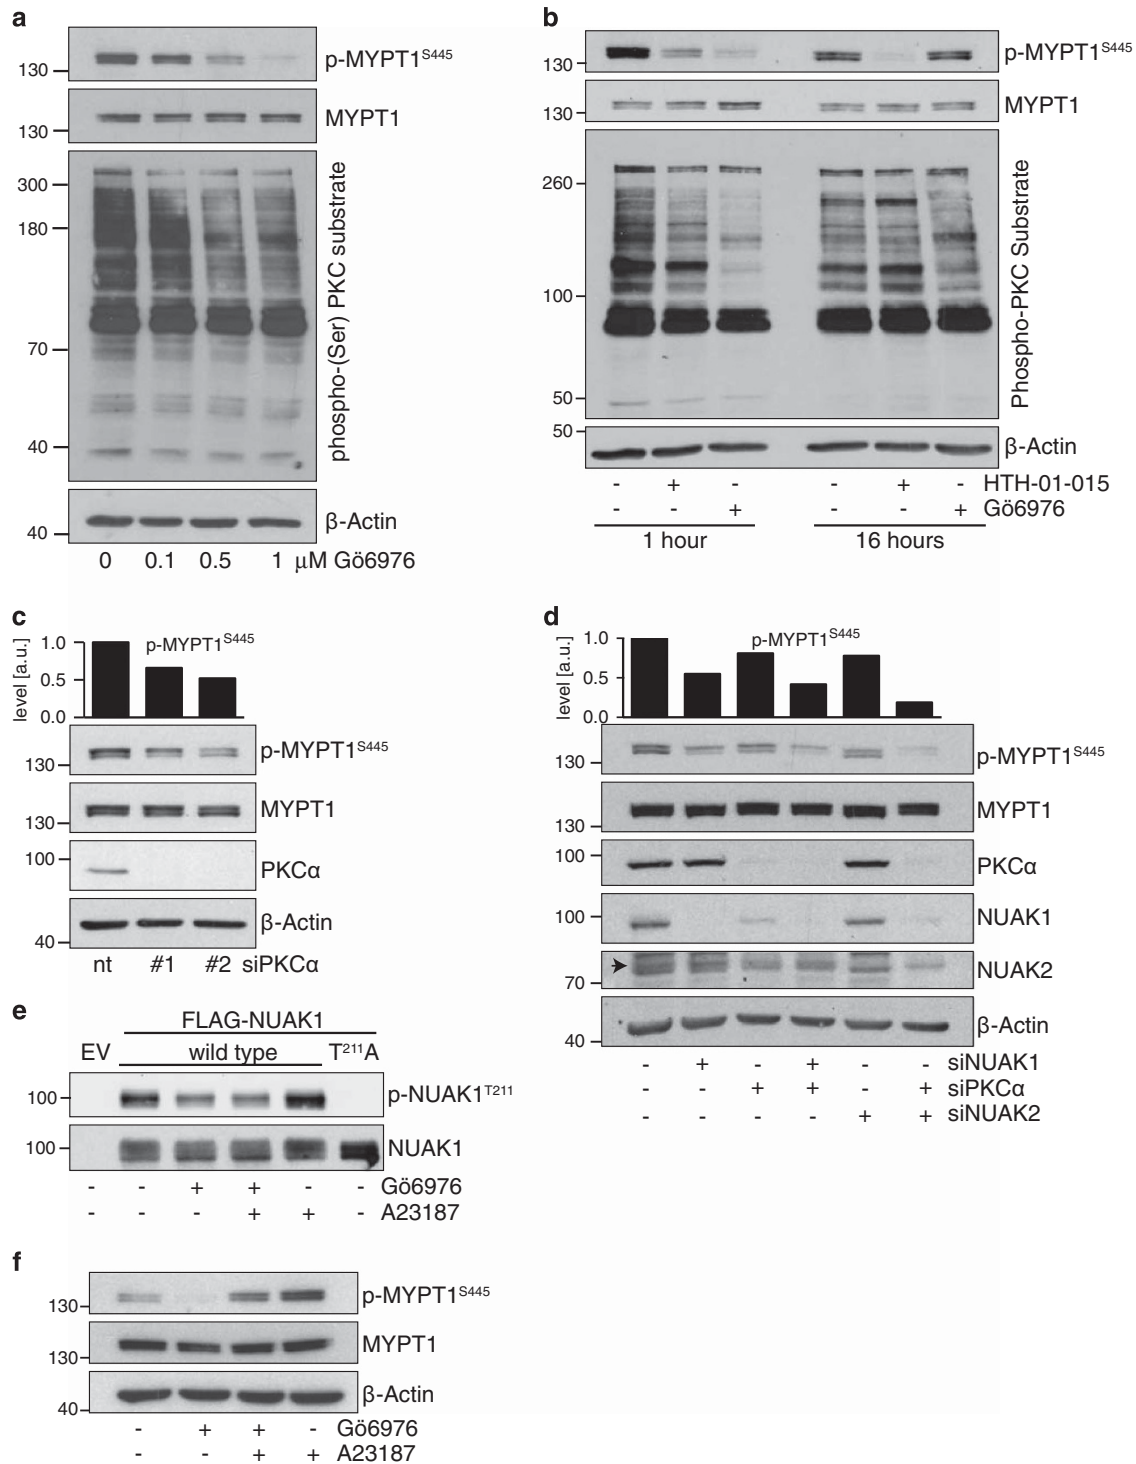 a
p-MYPT1S445
130
MYPT1
130
phospho-(Ser) PKC substrate
300
180
70
40
β-Actin
40
0 0.1 0.5 1 μM Gö6976
b
p-MYPT1S445
130
MYPT1
130
Phospho-PKC Substrate
260
100
50
50
β-Actin
- + - - + - HTH-01-015
- - + - - + Gö6976
1 hour 16 hours
c
level [a.u.]
1.0
0.5
0.0
p-MYPT1S445
p-MYPT1S445
130
MYPT1
130
100
PKCα
β-Actin
40
nt #1 #2 siPKCα
d
level [a.u.]
1.0
0.5
0.0
p-MYPT1S445
p-MYPT1S445
130
MYPT1
130
100
PKCα
100
NUAK1
NUAK2
70
β-Actin
40
- + - + - - siNUAK1
- - + + - + siPKCα
- - - - + + siNUAK2
e
FLAG-NUAK1
EV wild type T211A
100 p-NUAK1T211
100 NUAK1
- - + + - - Gö6976
- - - + + - A23187
f
p-MYPT1S445
130
MYPT1
130
β-Actin
40
- + + - Gö6976
- - + + A23187